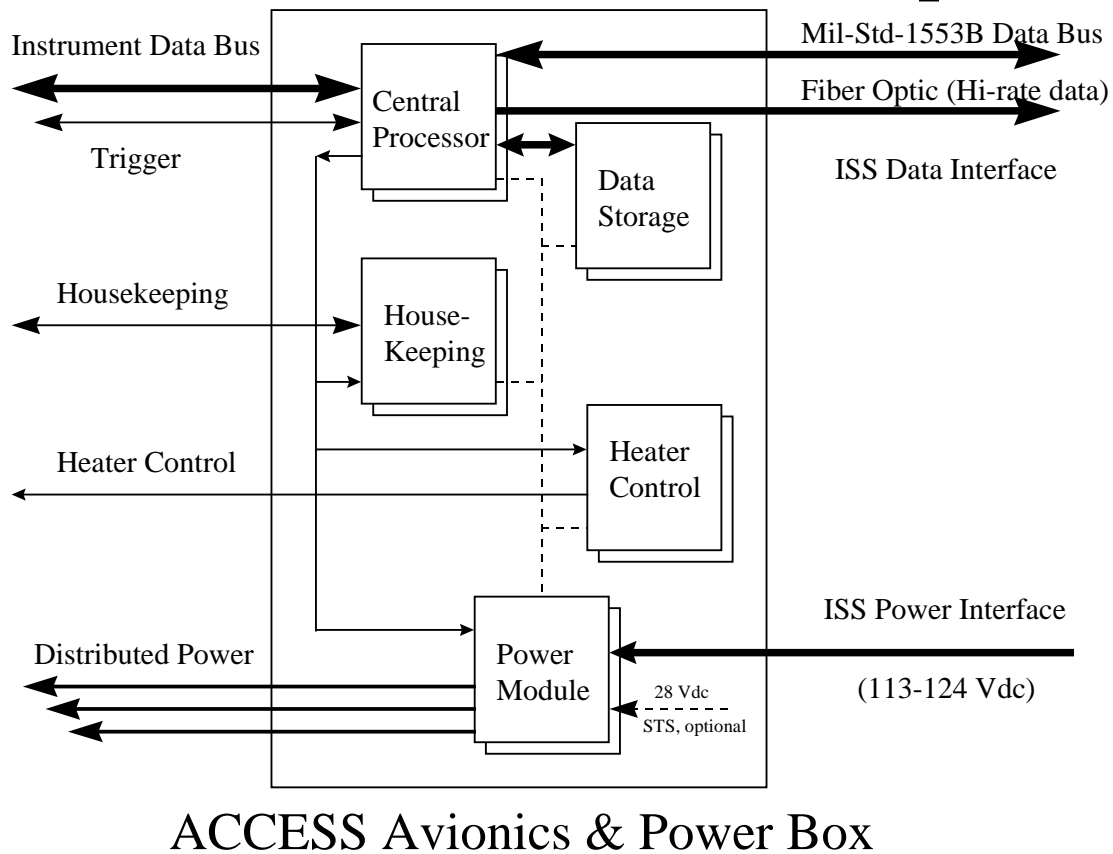 Instrument Data Bus
Mil-Std-1553B Data Bus
Central
Processor
Fiber Optic (Hi-rate data)
Trigger
Data
Storage
ISS Data Interface
Housekeeping
House-
Keeping
Heater Control
Heater
Control
ISS Power Interface
Distributed Power
Power
Module
28 Vdc
STS, optional
(113-124 Vdc)
ACCESS Avionics & Power Box